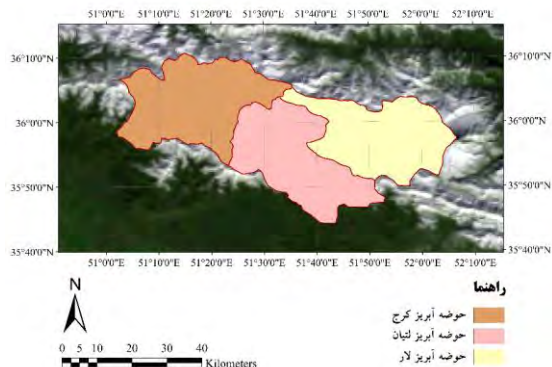 51°0'0"E 51°10'0"E 51°20'0"E 51°30'0"E 51°40'0"E 51°50'0"E 52°0'0"E 52°10'0"E
36°10'0"N 36°10'0"N
36°0'0"N 36°0'0"N
35°50'0"N 35°50'0"N
35°40'0"N 35°40'0"N
51°0'0"E 51°10'0"E 51°20'0"E 51°30'0"E 51°40'0"E 51°50'0"E 52°0'0"E 52°10'0"E
N
راهنما
حوضه آبریز کرج
حوضه آبریز لتیان
حوضه آبریز لار
0 5 10 20 30 40
Kilometers